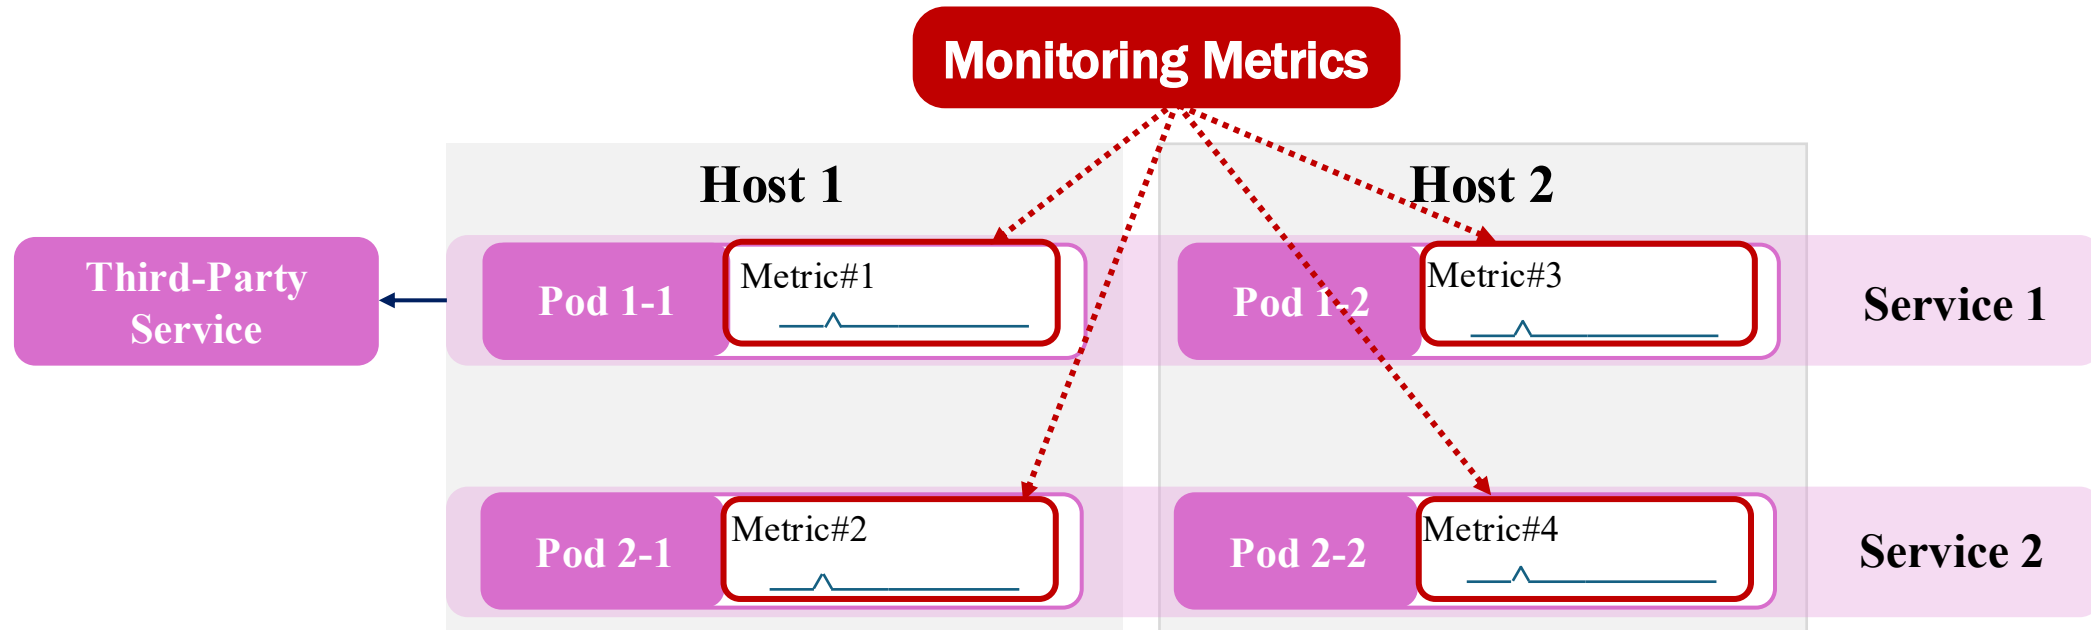 Monitoring Metrics
Host 1
Host 2
Third-Party
Service
Pod 1-1
Metric#1
Pod 1-2
Metric#3
Service 1
Pod 2-1
Metric#2
Pod 2-2
Metric#4
Service 2